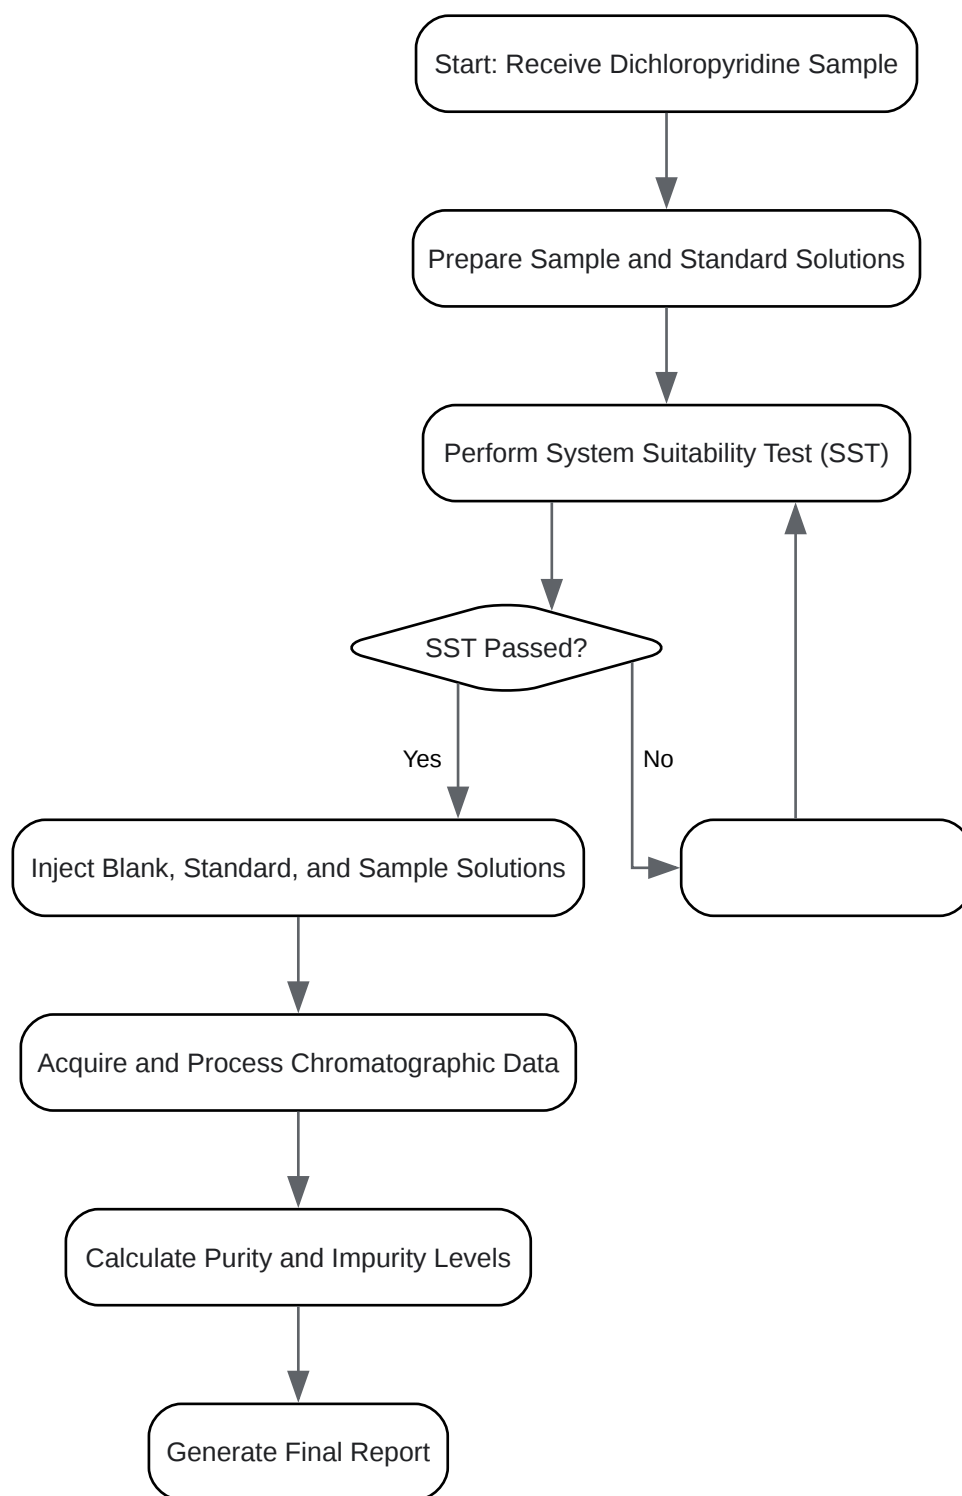 Start: Receive Dichloropyridine Sample
Prepare Sample and Standard Solutions
Perform System Suitability Test (SST)
SST Passed?
Yes
No
Inject Blank, Standard, and Sample Solutions
Acquire and Process Chromatographic Data
Calculate Purity and Impurity Levels
Generate Final Report